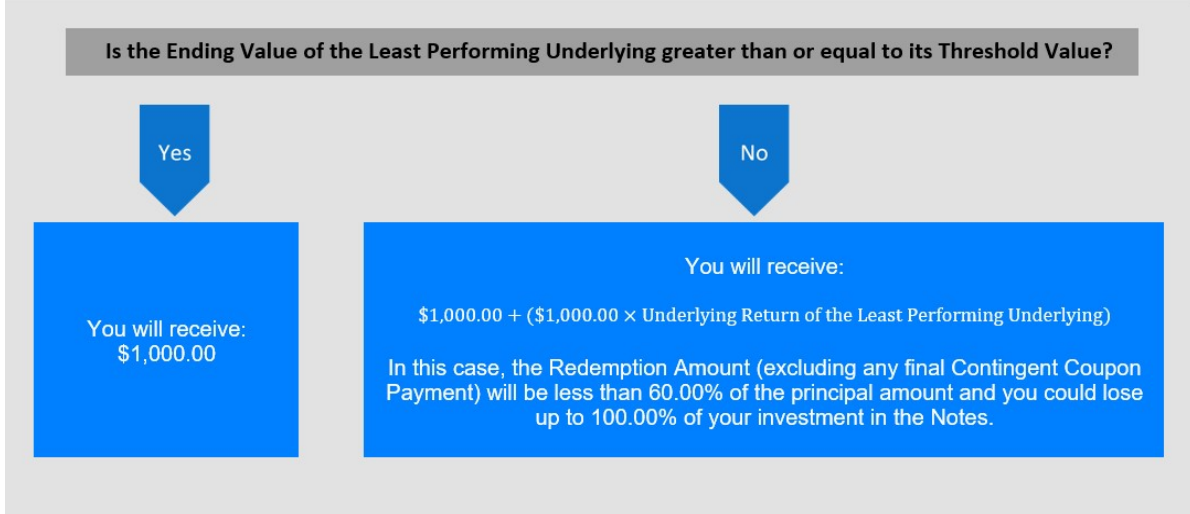 Is the Ending Value of the Least Performing Underlying greater than or equal to its Threshold Value?
Yes
No
You will receive:
$1,000.00
You will receive:
$1,000.00 + ($1,000.00 × Underlying Return of the Least Performing Underlying)
In this case, the Redemption Amount (excluding any final Contingent Coupon
Payment) will be less than 60.00% of the principal amount and you could lose
up to 100.00% of your investment in the Notes.